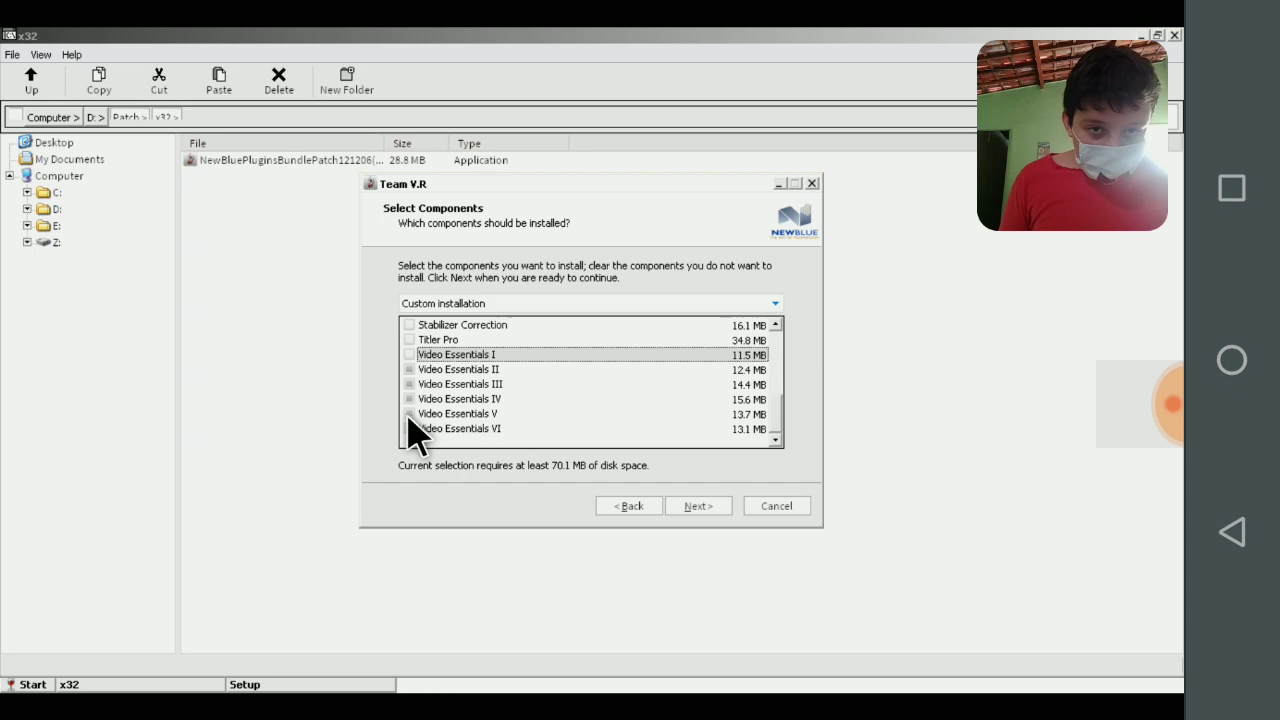 x32
File View Help
Up Copy Cut Paste Delete New Folder
Computer > D: > Patch > x32 >
Desktop
My Documents
Computer
C:
D:
E:
Z:
File Size Type
NewBluePluginsBundlePatch121206(... 28.8 MB Application
Team V.R
Select Components
Which components should be installed?
NEWBLUE
Select the components you want to install; clear the components you do not want to
install. Click Next when you are ready to continue.
Custom installation
Stabilizer Correction 16.1 MB
Titler Pro 34.8 MB
Video Essentials I 11.5 MB
Video Essentials II 12.4 MB
Video Essentials III 14.4 MB
Video Essentials IV 15.6 MB
Video Essentials V 13.7 MB
Video Essentials VI 13.1 MB
Current selection requires at least 70.1 MB of disk space.
< Back Next > Cancel
Start x32 Setup